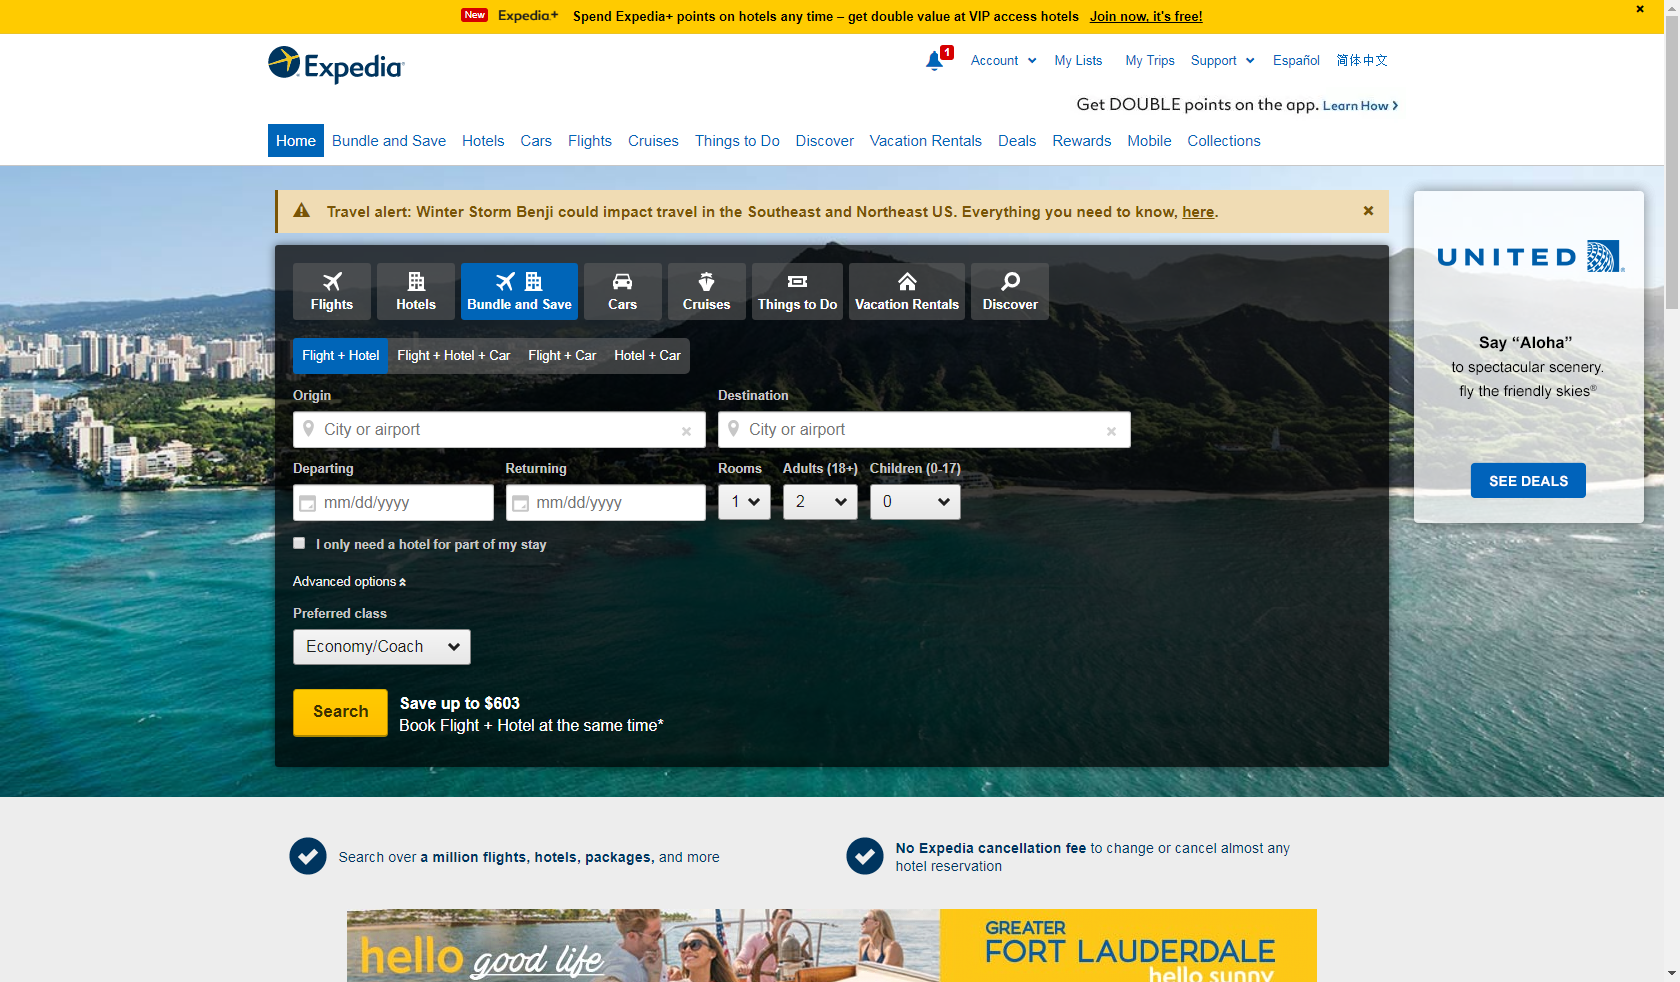 New Expedia+ Spend Expedia+ points on hotels any time – get double value at VIP access hotels Join now, it's free!
Expedia
1 Account My Lists My Trips Support Español 简体中文
Get DOUBLE points on the app. Learn How
Home Bundle and Save Hotels Cars Flights Cruises Things to Do Discover Vacation Rentals Deals Rewards Mobile Collections
Travel alert: Winter Storm Benji could impact travel in the Southeast and Northeast US. Everything you need to know, here.
Flights Hotels Bundle and Save Cars Cruises Things to Do Vacation Rentals Discover
Flight + Hotel Flight + Hotel + Car Flight + Car Hotel + Car
Origin Destination
City or airport City or airport
Departing Returning Rooms Adults (18+) Children (0-17)
mm/dd/yyyy mm/dd/yyyy 1 2 0
I only need a hotel for part of my stay
Advanced options
Preferred class
Economy/Coach
Search
Save up to $603
Book Flight + Hotel at the same time*
UNITED
Say “Aloha”
to spectacular scenery.
fly the friendly skies®
SEE DEALS
Search over a million flights, hotels, packages, and more
No Expedia cancellation fee to change or cancel almost any
hotel reservation
hello good life
GREATER
FORT LAUDERDALE
hello sunny